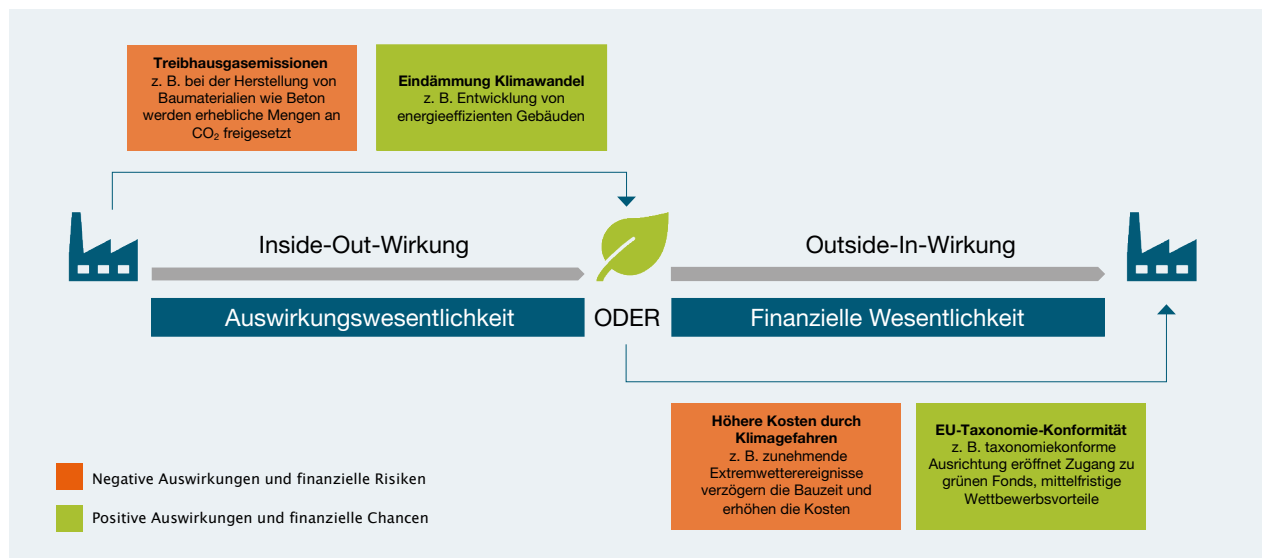 Treibhausgasemissionen
z. B. bei der Herstellung von
Baumaterialien wie Beton
werden erhebliche Mengen an
CO₂ freigesetzt
Eindämmung Klimawandel
z. B. Entwicklung von
energieeffizienten Gebäuden
Inside-Out-Wirkung
Outside-In-Wirkung
Auswirkungswesentlichkeit
ODER
Finanzielle Wesentlichkeit
Höhere Kosten durch
Klimagefahren
z. B. zunehmende
Extremwetterereignisse
verzögern die Bauzeit und
erhöhen die Kosten
EU-Taxonomie-Konformität
z. B. taxonomiekonforme
Ausrichtung eröffnet Zugang zu
grünen Fonds, mittelfristige
Wettbewerbsvorteile
Negative Auswirkungen und finanzielle Risiken
Positive Auswirkungen und finanzielle Chancen